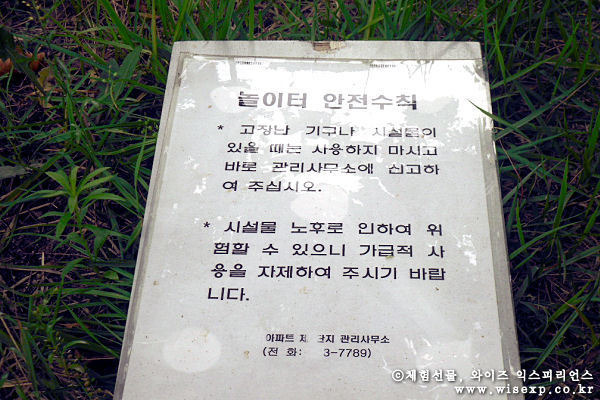 놀이터 안전수칙
* 고장난 기구나 시설물이
있을 때는 사용하지 마시고
바로 관리사무소에 신고하
여 주십시오.
* 시설물 노후로 인하여 위
험할 수 있으니 가급적 사
용을 자제하여 주시기 바랍
니다.
아파트 제 단지 관리사무소
(전 화: 3-7789)
©체험선물, 와이즈 익스피리언스
www.wisexp.co.kr